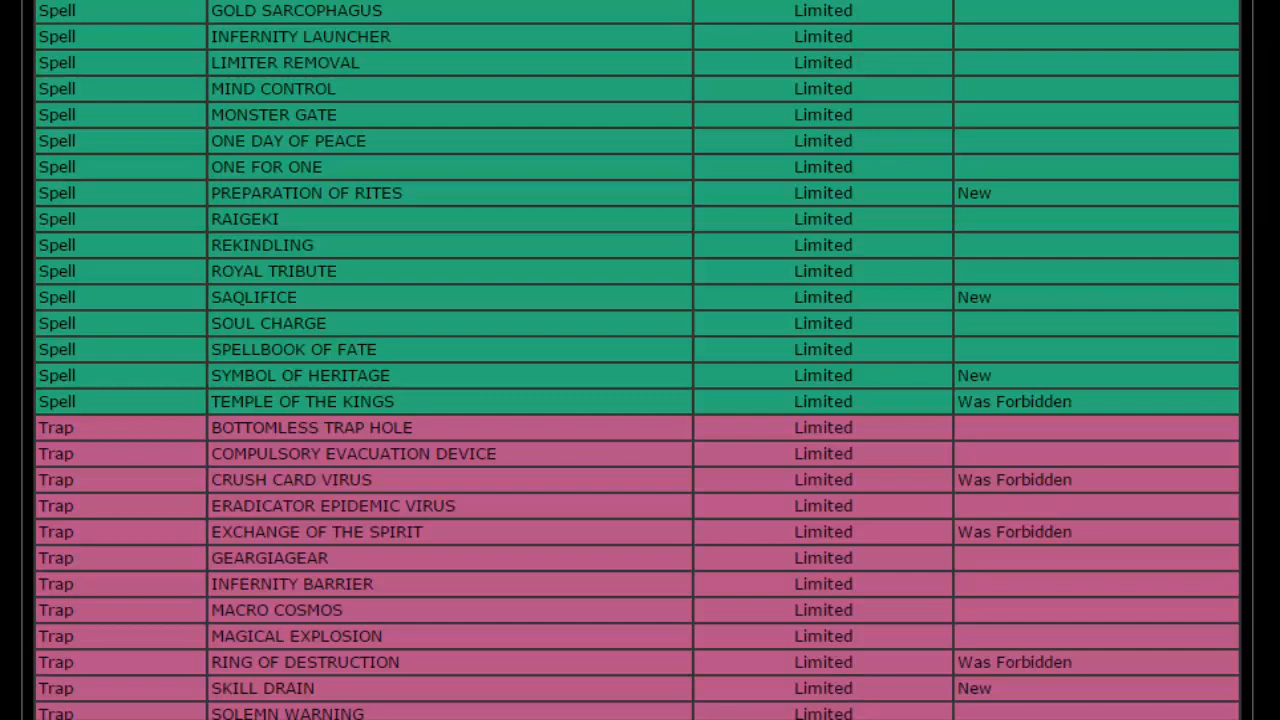 Spell GOLD SARCOPHAGUS Limited
Spell INFERNITY LAUNCHER Limited
Spell LIMITER REMOVAL Limited
Spell MIND CONTROL Limited
Spell MONSTER GATE Limited
Spell ONE DAY OF PEACE Limited
Spell ONE FOR ONE Limited
Spell PREPARATION OF RITES Limited New
Spell RAIGEKI Limited
Spell REKINDLING Limited
Spell ROYAL TRIBUTE Limited
Spell SAQLIFICE Limited New
Spell SOUL CHARGE Limited
Spell SPELLBOOK OF FATE Limited
Spell SYMBOL OF HERITAGE Limited New
Spell TEMPLE OF THE KINGS Limited Was Forbidden
Trap BOTTOMLESS TRAP HOLE Limited
Trap COMPULSORY EVACUATION DEVICE Limited
Trap CRUSH CARD VIRUS Limited Was Forbidden
Trap ERADICATOR EPIDEMIC VIRUS Limited
Trap EXCHANGE OF THE SPIRIT Limited Was Forbidden
Trap GEARGIAGEAR Limited
Trap INFERNITY BARRIER Limited
Trap MACRO COSMOS Limited
Trap MAGICAL EXPLOSION Limited
Trap RING OF DESTRUCTION Limited Was Forbidden
Trap SKILL DRAIN Limited New
Trap SOLEMN WARNING Limited